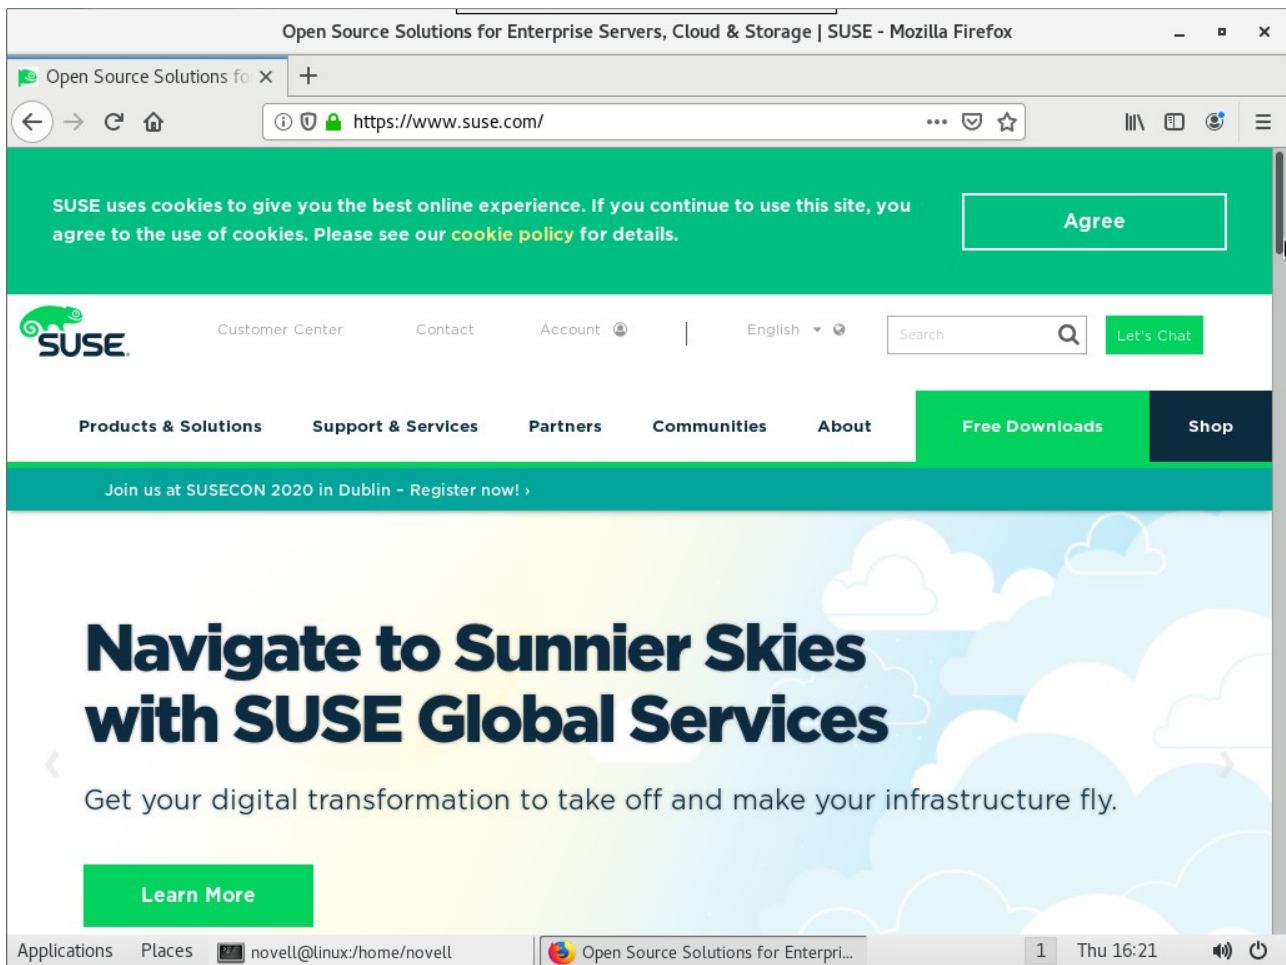 Open Source Solutions for Enterprise Servers, Cloud & Storage | SUSE - Mozilla Firefox
Open Source Solutions fo
https://www.suse.com/
SUSE uses cookies to give you the best online experience. If you continue to use this site, you
agree to the use of cookies. Please see our cookie policy for details.
Agree
SUSE.
Customer Center Contact Account English Search Let's Chat
Products & Solutions Support & Services Partners Communities About Free Downloads Shop
Join us at SUSECON 2020 in Dublin – Register now! ›
Navigate to Sunnier Skies
with SUSE Global Services
Get your digital transformation to take off and make your infrastructure fly.
Learn More
Applications Places novell@linux:/home/novell Open Source Solutions for Enterpri... 1 Thu 16:21